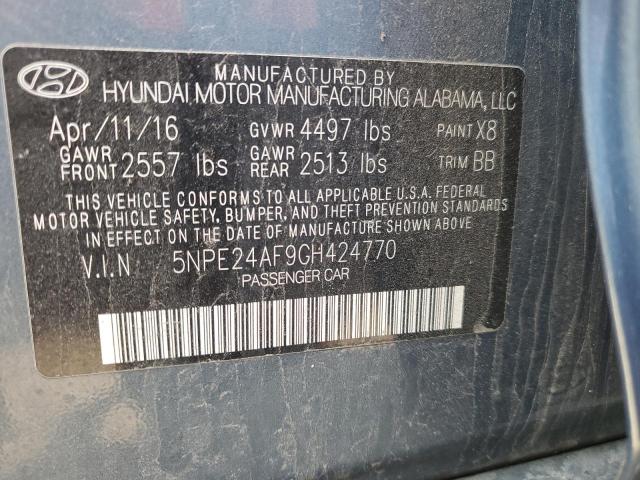 MANUFACTURED BY
HYUNDAI MOTOR MANUFACTURING ALABAMA, LLC
Apr/11/16 GVWR 4497 lbs PAINT X8
GAWR FRONT 2557 lbs GAWR REAR 2513 lbs TRIM BB
THIS VEHICLE CONFORMS TO ALL APPLICABLE U.S.A. FEDERAL
MOTOR VEHICLE SAFETY, BUMPER, AND THEFT PREVENTION STANDARDS
IN EFFECT ON THE DATE OF MANUFACTURE SHOWN ABOVE.
V.I.N 5NPE24AF9GH424770
PASSENGER CAR